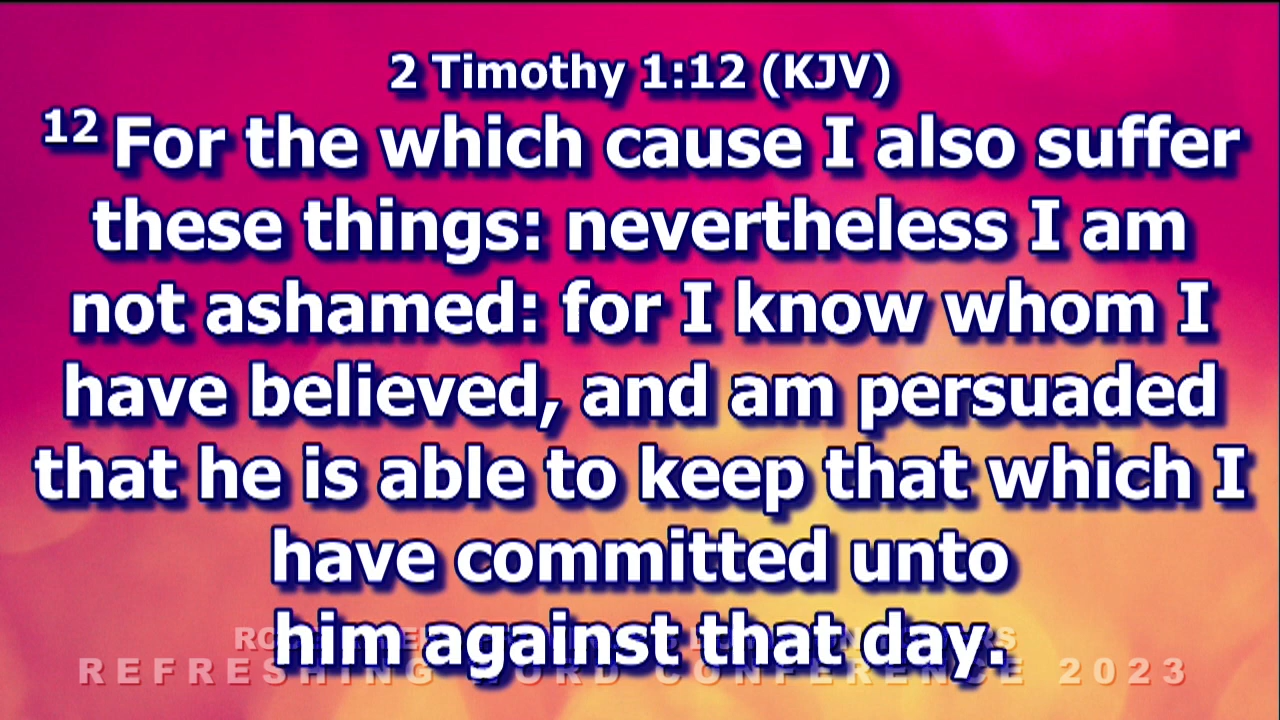 2 Timothy 1:12 (KJV)
12 For the which cause I also suffer
these things: nevertheless I am
not ashamed: for I know whom I
have believed, and am persuaded
that he is able to keep that which I
have committed unto
him against that day.
REFRESHING WORD CONFERENCE 2023